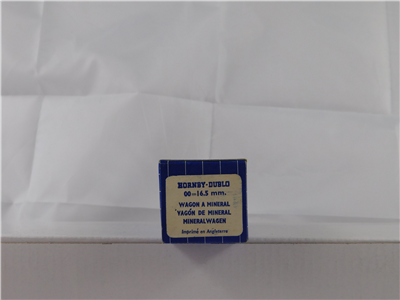 HORNBY-DUBLO
00–16.5 mm.
WAGON A MINERAL
VAGÓN DE MINERAL
MINERALWAGEN
Imprimé en Angleterre